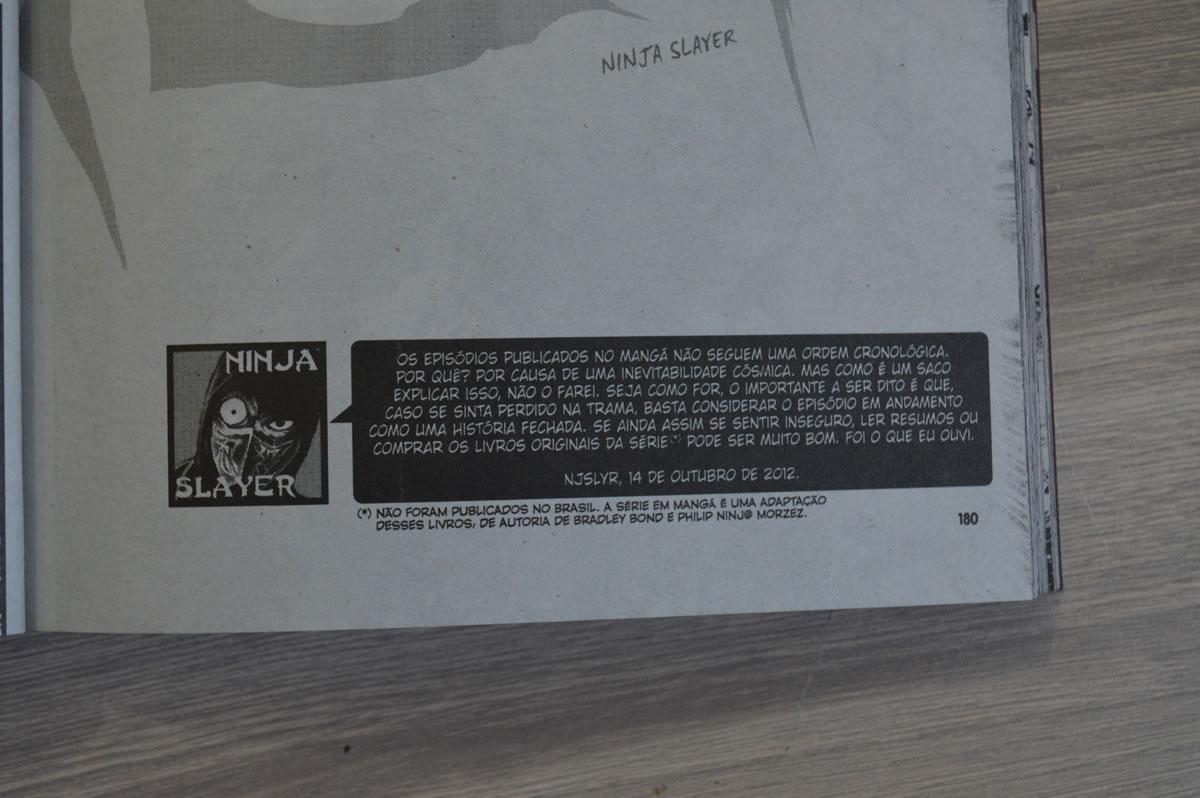 NINJA SLAYER
NINJA
SLAYER
OS EPISÓDIOS PUBLICADOS NO MANGÁ NÃO SEGUEM UMA ORDEM CRONOLÓGICA.
POR QUÊ? POR CAUSA DE UMA INEVITABILIDADE CÓSMICA. MAS COMO É UM SACO
EXPLICAR ISSO, NÃO O FAREI. SEJA COMO FOR, O IMPORTANTE A SER DITO É QUE,
CASO SE SINTA PERDIDO NA TRAMA, BASTA CONSIDERAR O EPISÓDIO EM ANDAMENTO
COMO UMA HISTÓRIA FECHADA. SE AINDA ASSIM SE SENTIR INSEGURO, LER RESUMOS OU
COMPRAR OS LIVROS ORIGINAIS DA SÉRIE(*) PODE SER MUITO BOM. FOI O QUE EU OUVI.
NJSLYR, 14 DE OUTUBRO DE 2012.
(*) NÃO FORAM PUBLICADOS NO BRASIL. A SÉRIE EM MANGÁ É UMA ADAPTAÇÃO
DESSES LIVROS, DE AUTORIA DE BRADLEY BOND E PHILIP NINJ@ MORZEZ.
180